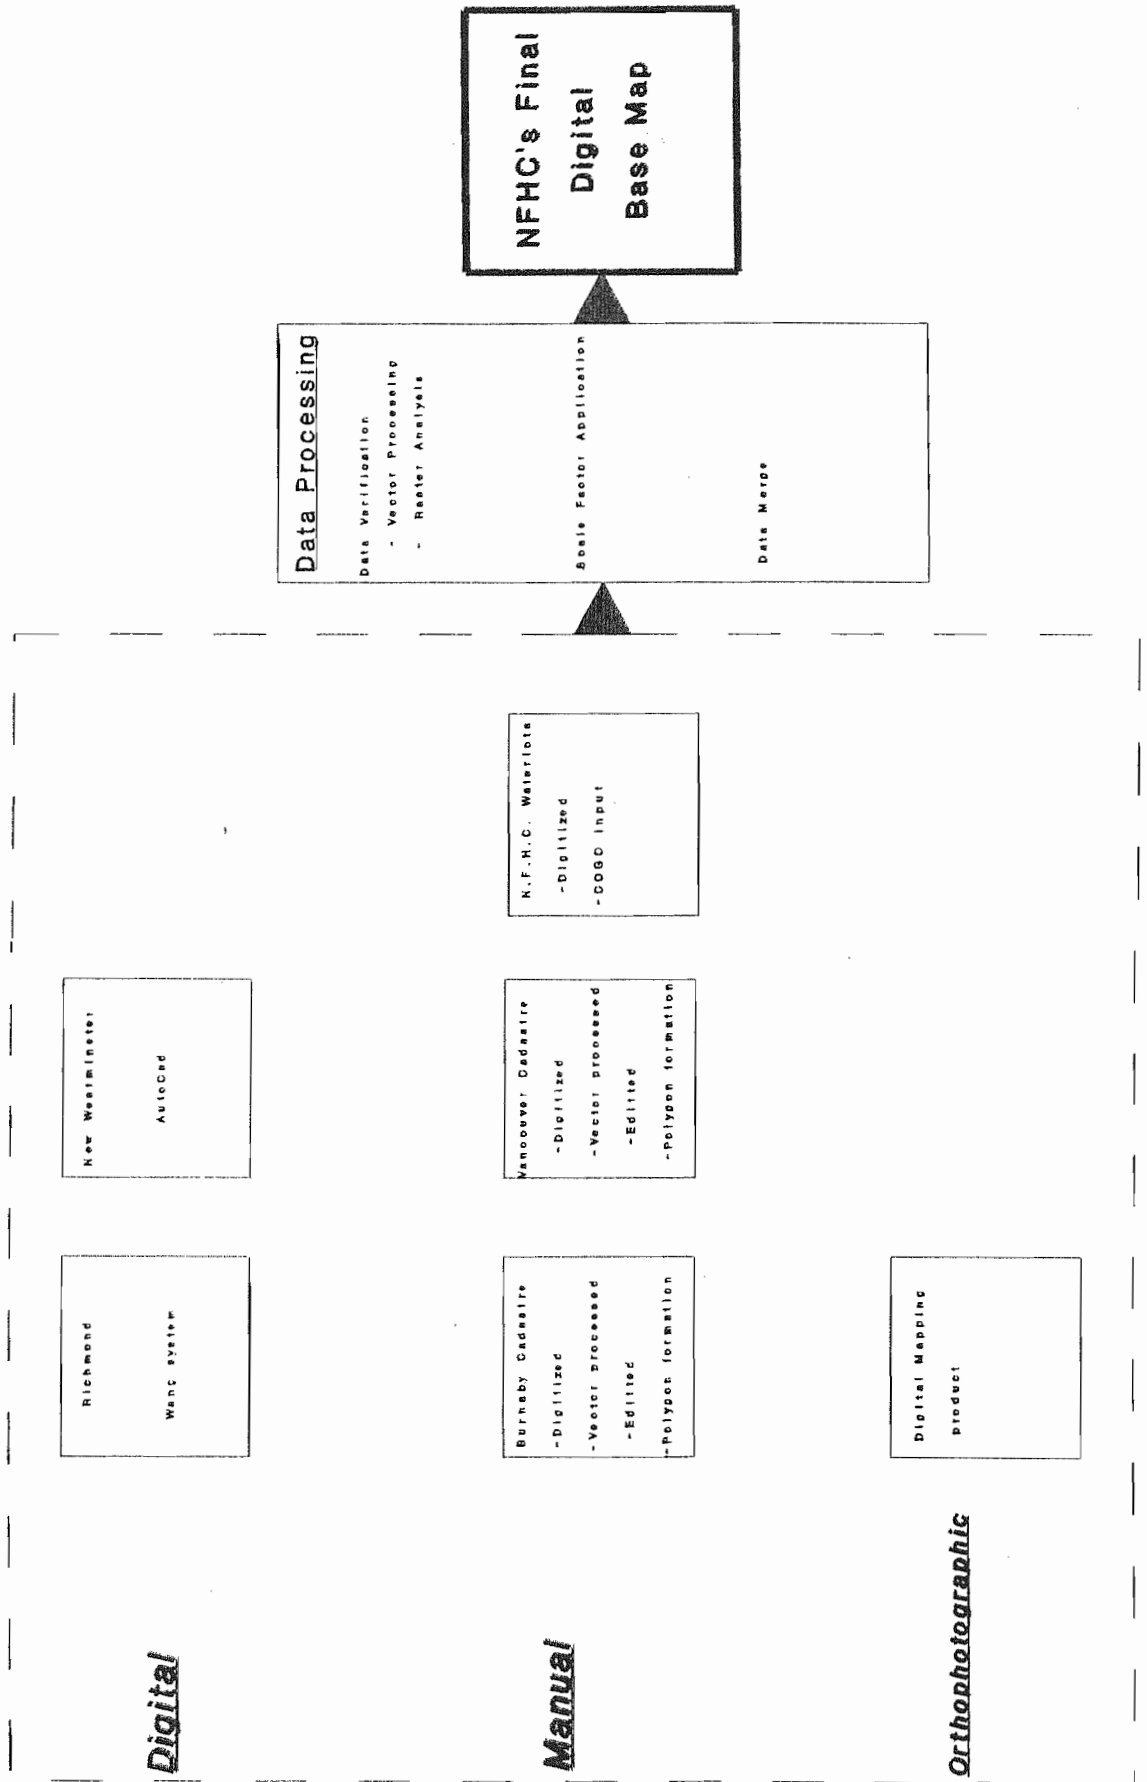 Digital
Richmond
Wang system
New Westminster
AutoCad
Manual
Burnaby Cadastre
-Digitized
-Vector processed
-Editted
-Polygon formation
Vancouver Cadastre
-Digitized
-Vector processed
-Editted
-Polygon formation
N.F.H.C. Waterlots
-Digitized
-COGO input
Orthophotographic
Digital Mapping
product
Data Processing
Data Verification
- Vector Processing
- Raster Analysis
Scale Factor Application
Data Merge
NFHC's Final
Digital
Base Map